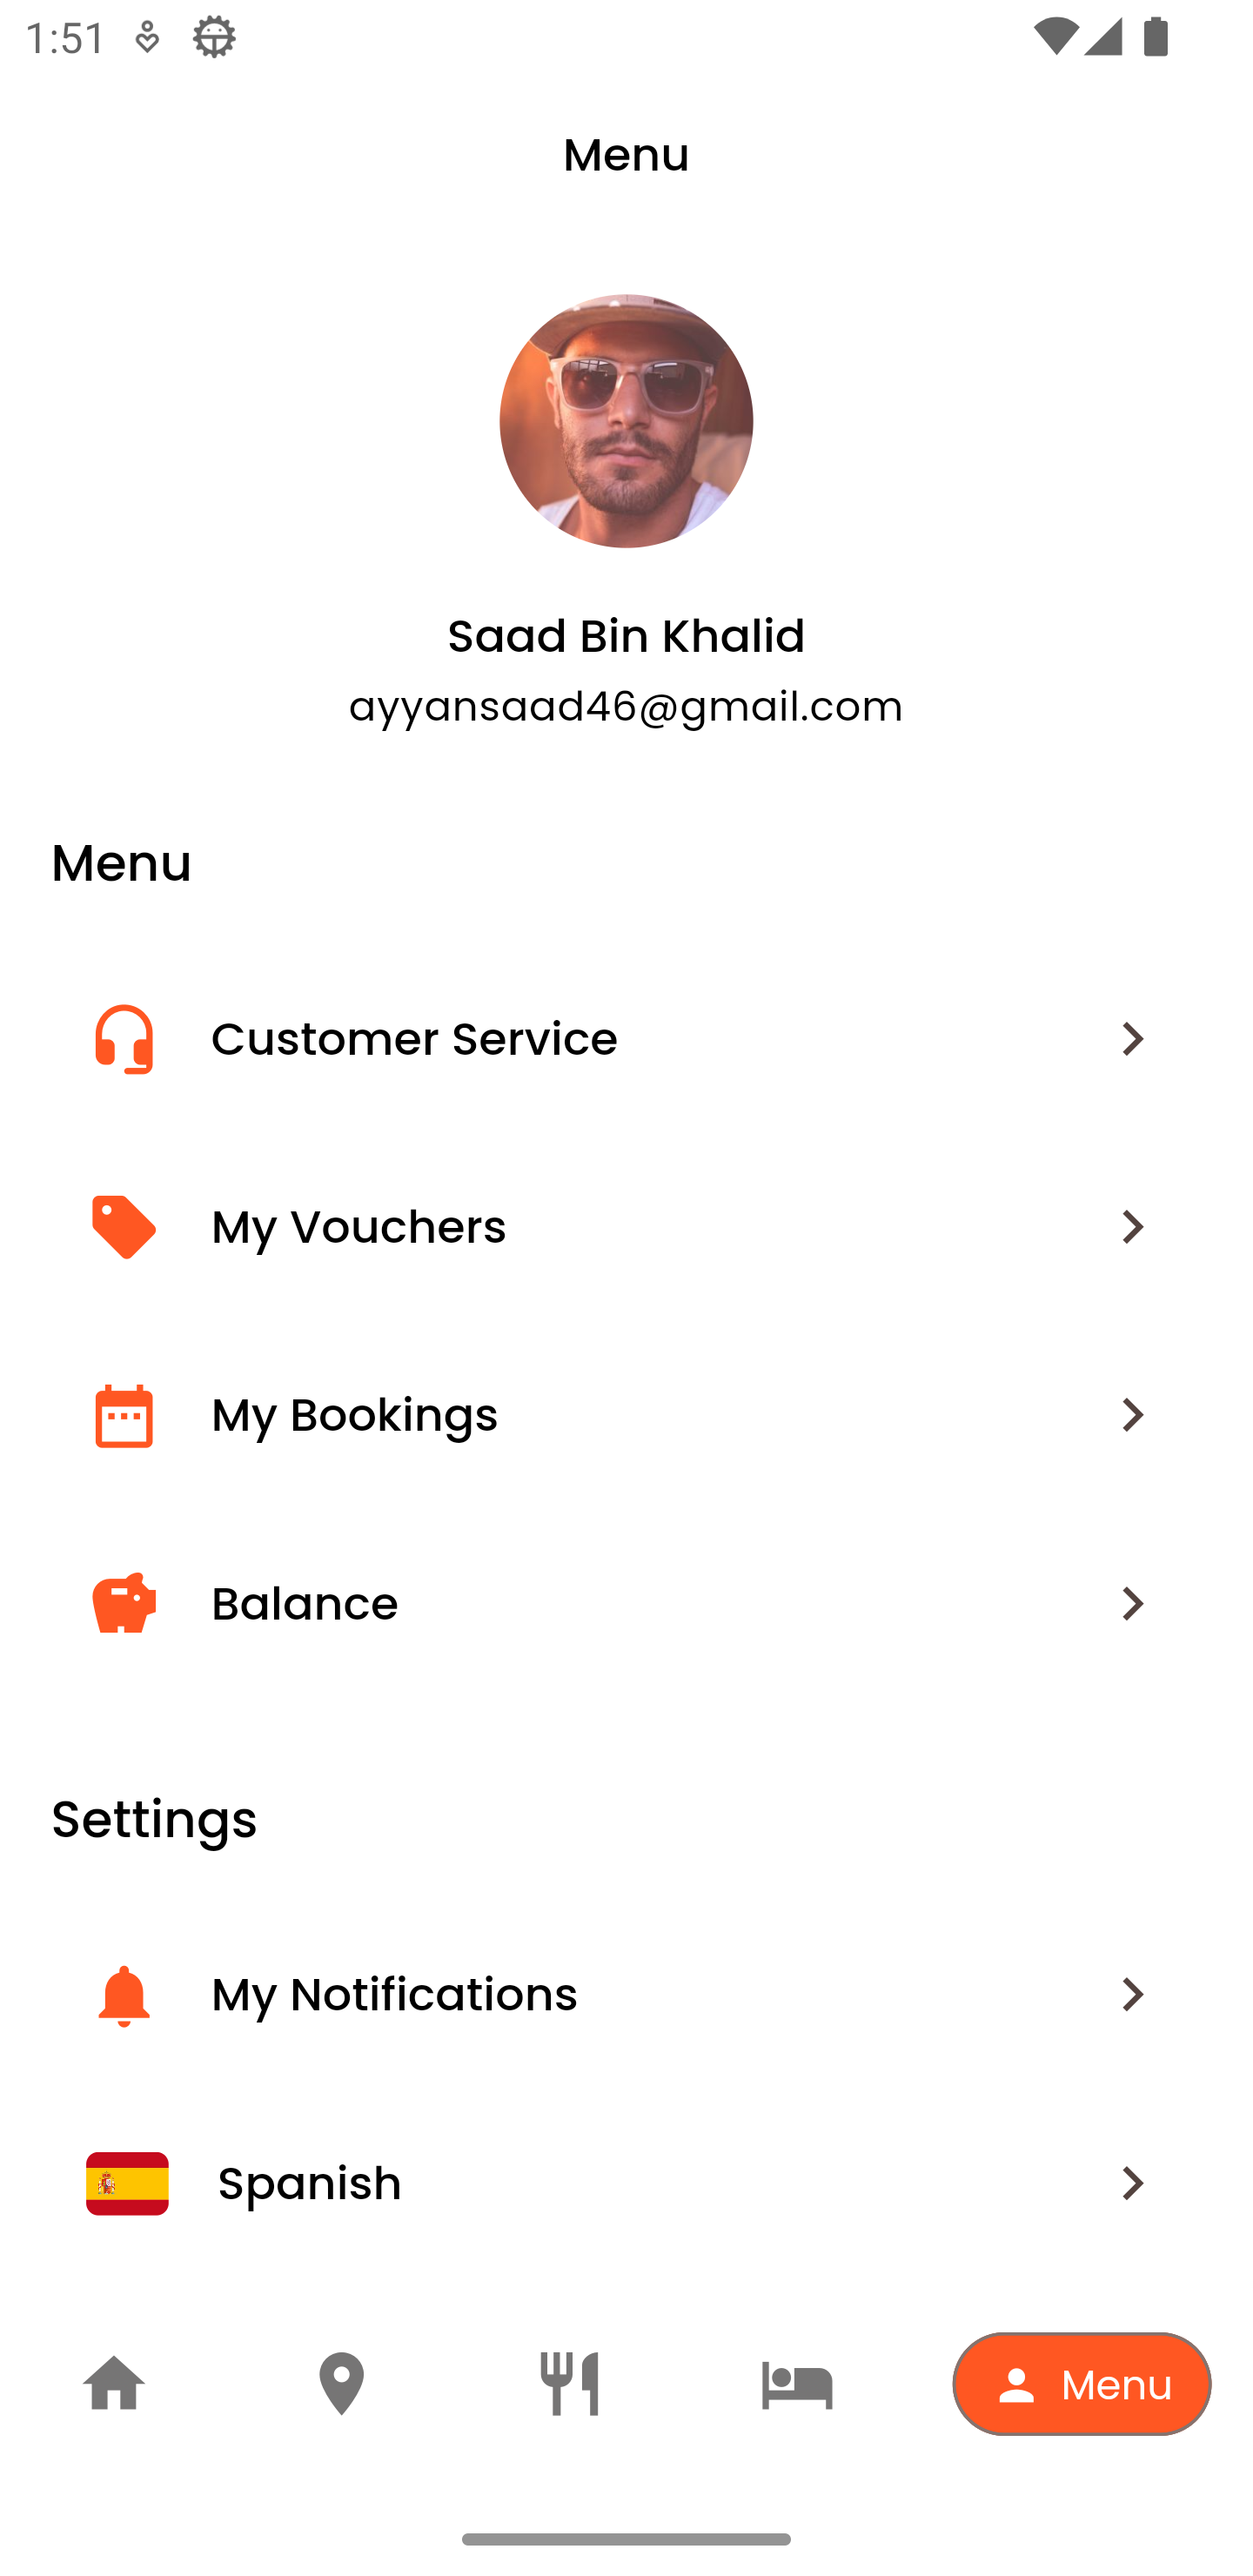 1:51
Menu
Saad Bin Khalid
ayyansaad46@gmail.com
Menu
Customer Service
My Vouchers
My Bookings
Balance
Settings
My Notifications
Spanish
Menu